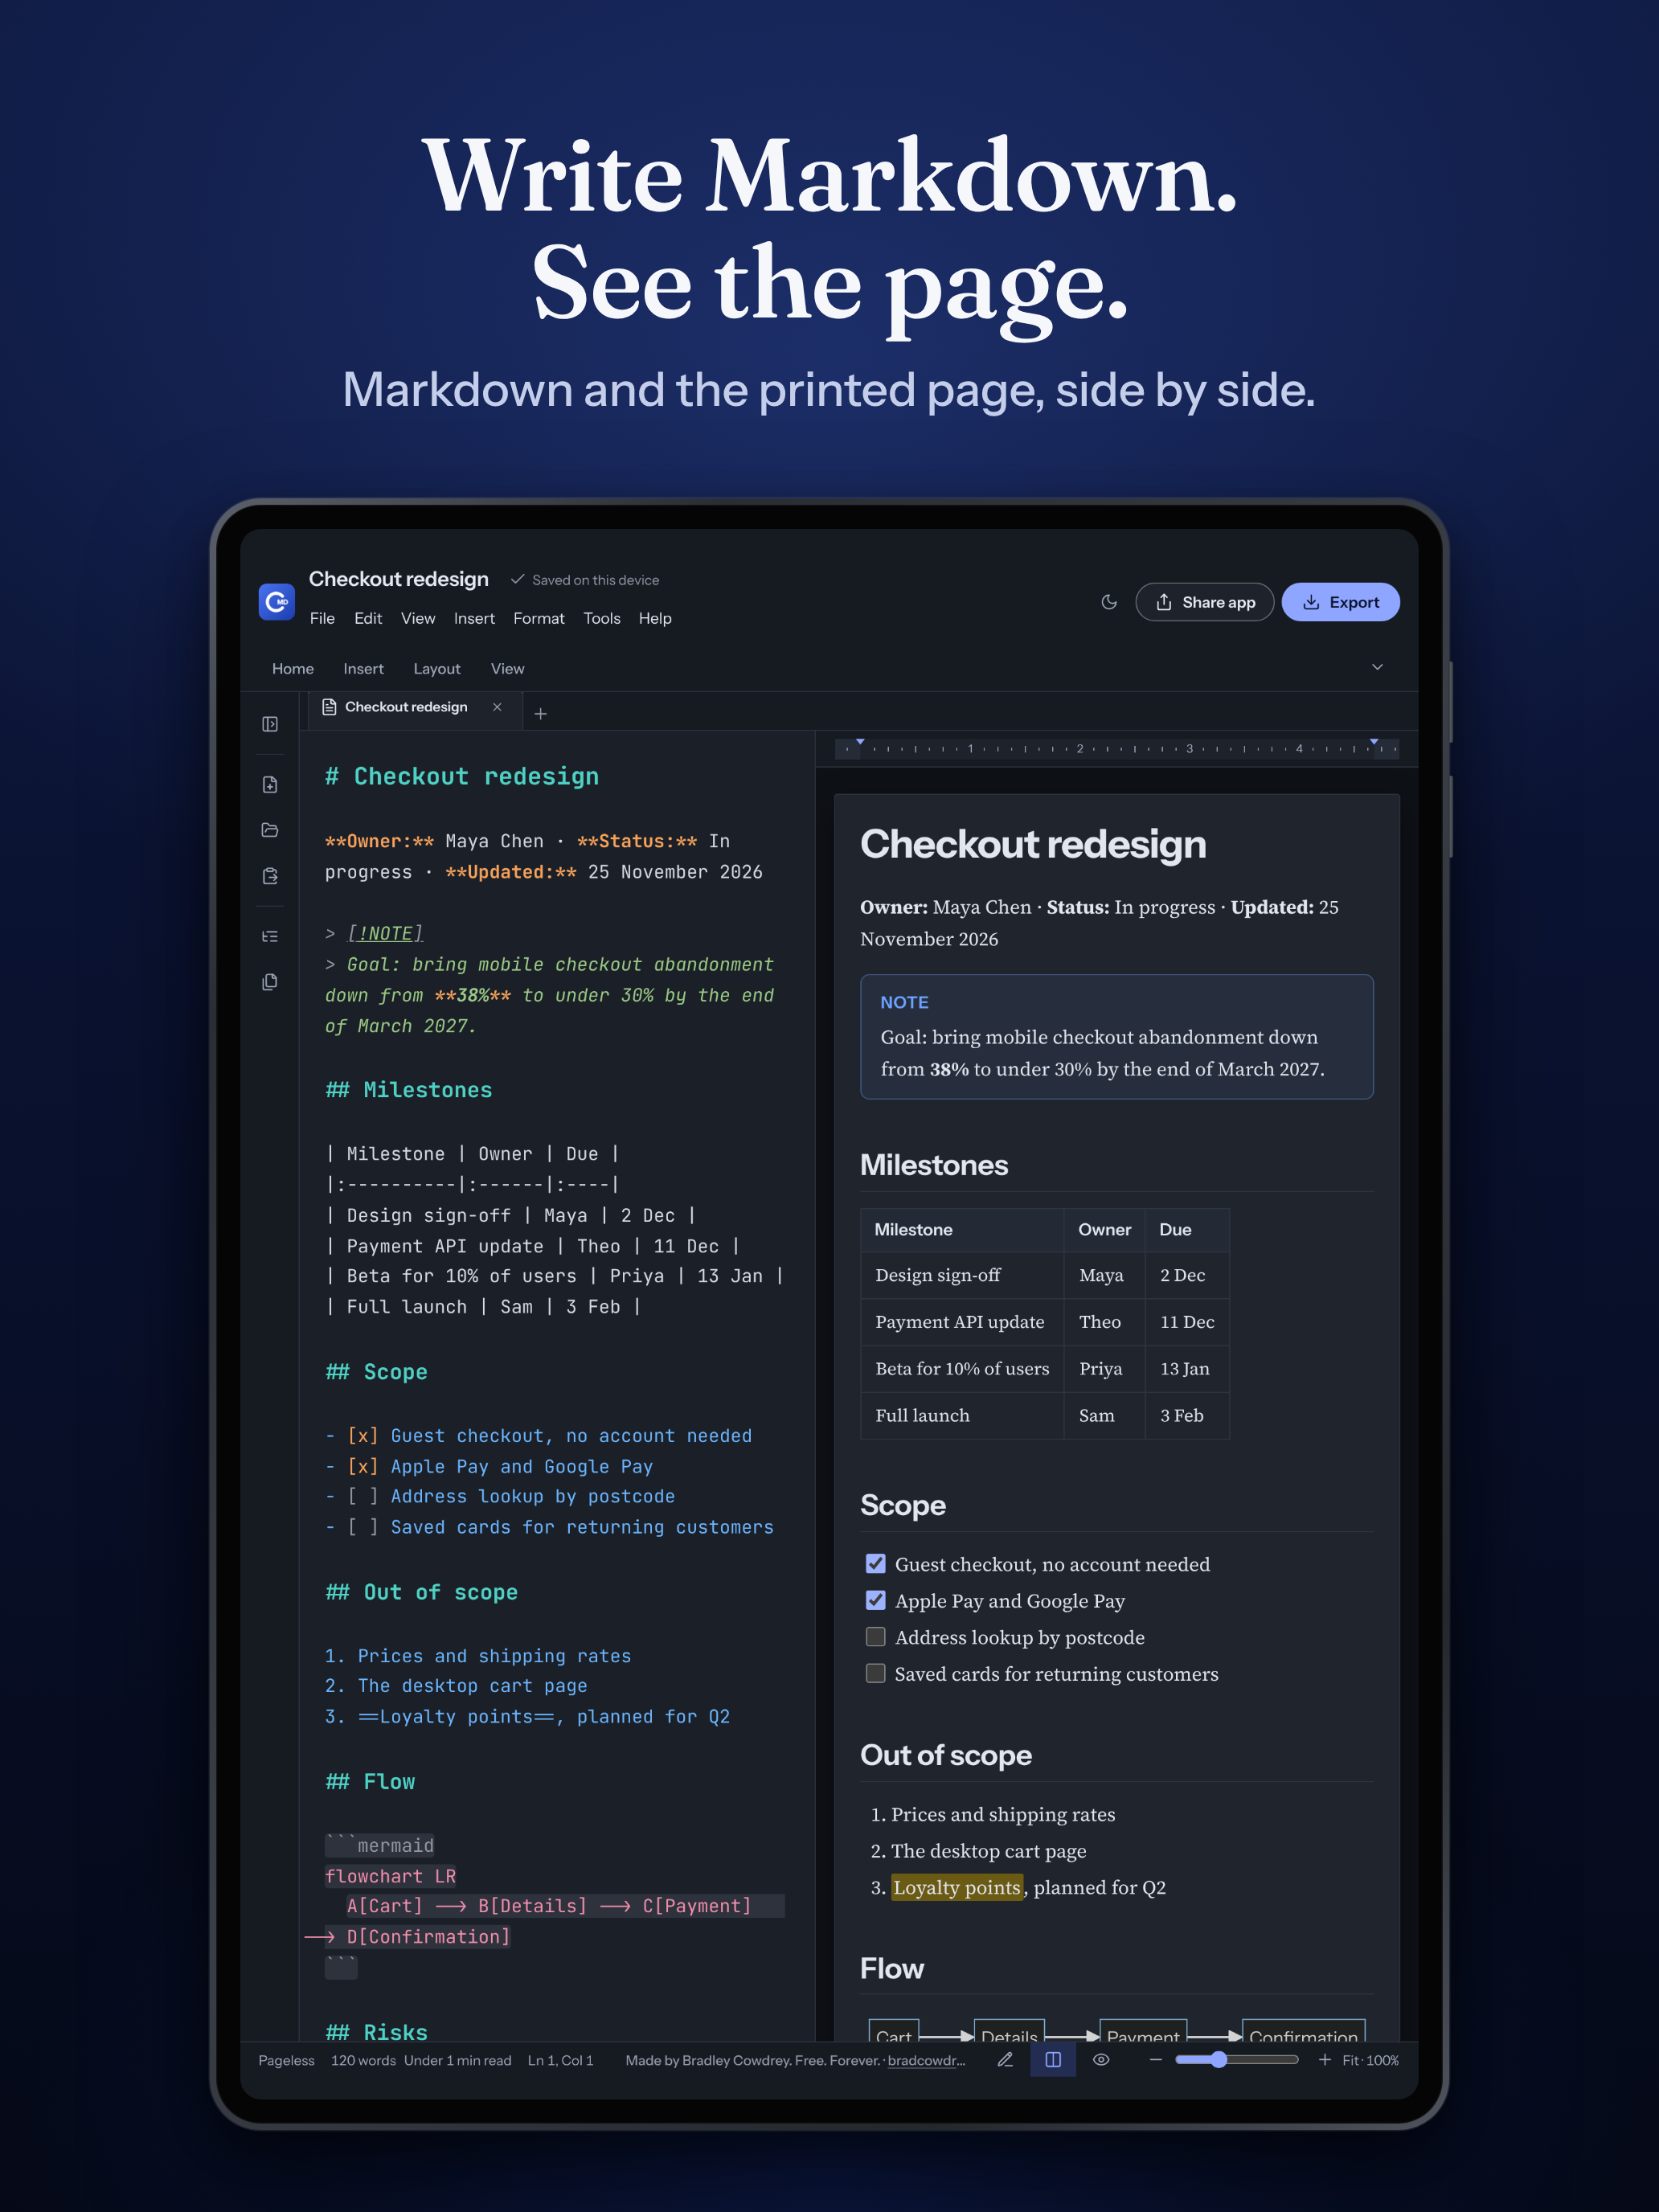 Write Markdown.
See the page.
Markdown and the printed page, side by side.
Checkout redesign
Saved on this device
MD
File Edit View Insert Format Tools Help
Share app
Export
Home Insert Layout View
Checkout redesign
# Checkout redesign
**Owner:** Maya Chen · **Status:** In
progress · **Updated:** 25 November 2026
> [!NOTE]
> Goal: bring mobile checkout abandonment
down from **38%** to under 30% by the end
of March 2027.
## Milestones
| Milestone | Owner | Due |
|:----------|:------|:----|
| Design sign-off | Maya | 2 Dec |
| Payment API update | Theo | 11 Dec |
| Beta for 10% of users | Priya | 13 Jan |
| Full launch | Sam | 3 Feb |
## Scope
- [x] Guest checkout, no account needed
- [x] Apple Pay and Google Pay
- [ ] Address lookup by postcode
- [ ] Saved cards for returning customers
## Out of scope
1. Prices and shipping rates
2. The desktop cart page
3. ==Loyalty points==, planned for Q2
## Flow
```mermaid
flowchart LR
A[Cart] --> B[Details] --> C[Payment]
--> D[Confirmation]
```
## Risks
1 2 3 4
Checkout redesign
Owner: Maya Chen · Status: In progress · Updated: 25
November 2026
NOTE
Goal: bring mobile checkout abandonment down
from 38% to under 30% by the end of March 2027.
Milestones
Milestone Owner Due
Design sign-off Maya 2 Dec
Payment API update Theo 11 Dec
Beta for 10% of users Priya 13 Jan
Full launch Sam 3 Feb
Scope
Guest checkout, no account needed
Apple Pay and Google Pay
Address lookup by postcode
Saved cards for returning customers
Out of scope
1. Prices and shipping rates
2. The desktop cart page
3. Loyalty points, planned for Q2
Flow
Cart Details Payment Confirmation
Pageless 120 words Under 1 min read Ln 1, Col 1 Made by Bradley Cowdrey. Free. Forever. · bradcowdr... Fit · 100%